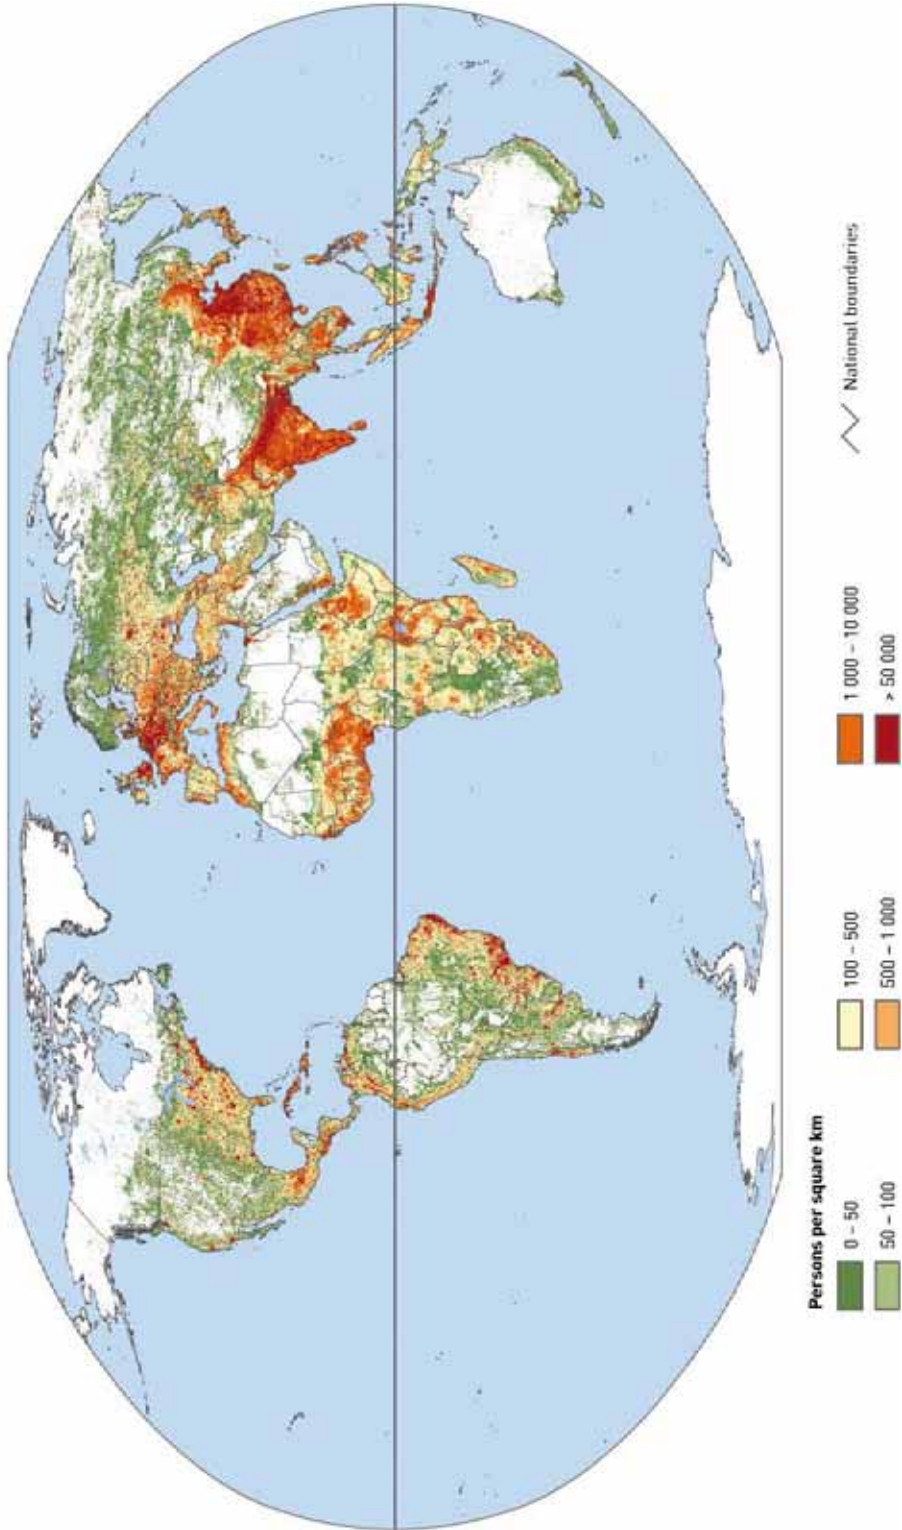 Persons per square km
0 – 50
50 – 100
100 – 500
500 – 1 000
1 000 – 10 000
> 50 000
National boundaries